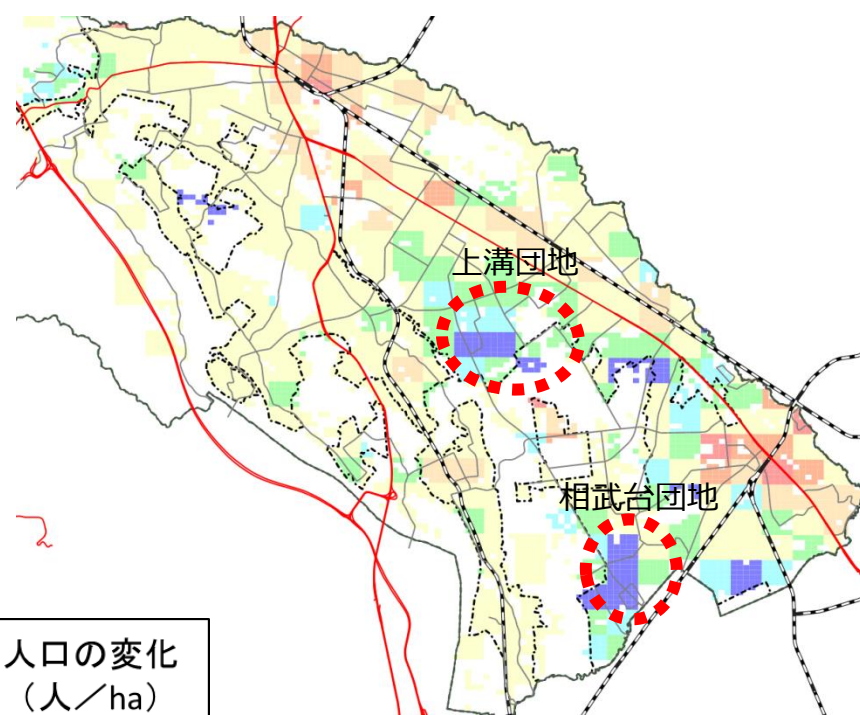 上溝団地
相武台団地
人口の変化
（人／ha）